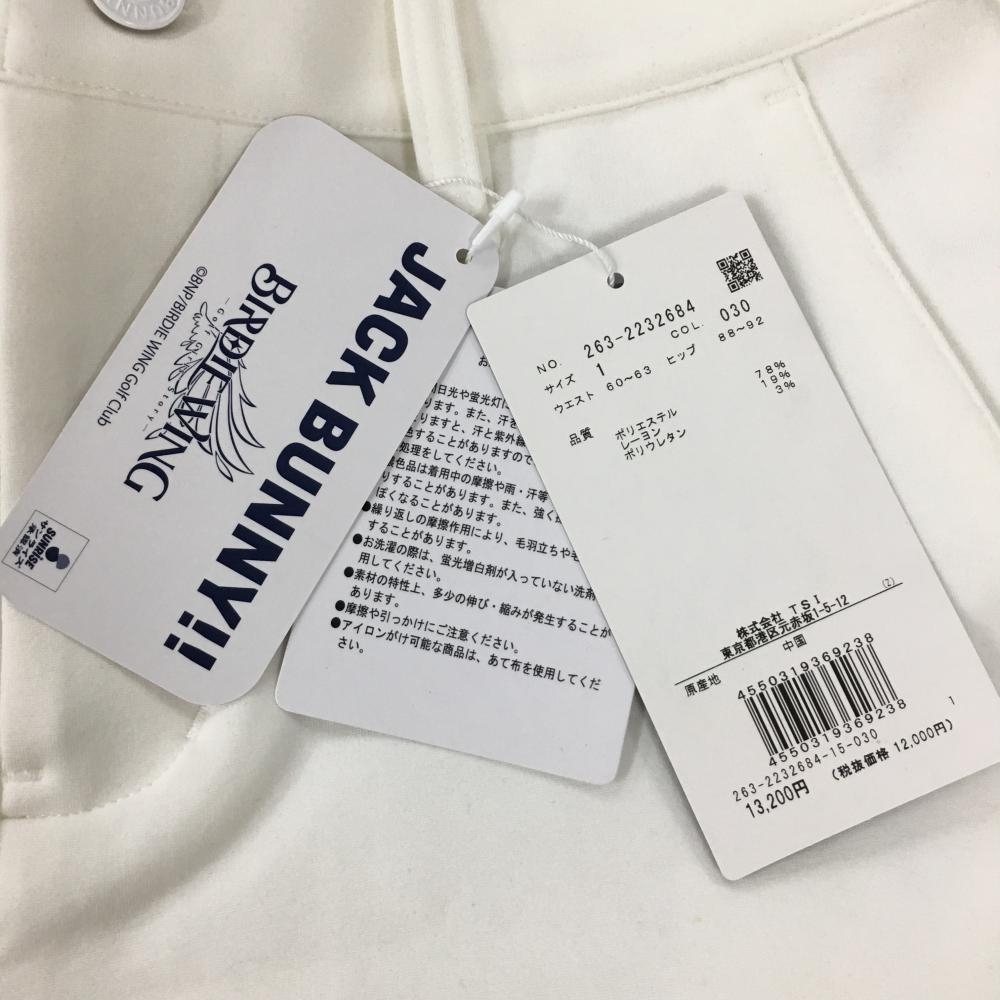 JACK BUNNY!!
BIRDIE WING
©BNP/BIRDIE WING Golf Club
SUNRISE
サンライズ
お
日光や蛍光灯に
ります。また、汗を
りますと、汗と紫外線
色することがありますので
処理をしてください。
色品は着用中の摩擦や雨・汗等
りすることがあります。また、強く
ぽくなることがあります。
●繰り返しの摩擦作用により、毛羽立ちや毛
することがあります。
●お洗濯の際は、蛍光増白剤が入っていない洗剤
用してください。
●素材の特性上、多少の伸び・縮みが発生することが
あります。
●摩擦や引っかけにご注意ください。
●アイロンがけ可能な商品は、あて布を使用してくだ
さい。
NO. 263-2232684
サイズ 1 COL. 030
ウエスト 60～63 ヒップ 88～92
品質 ポリエステル 78%
レーヨン 19%
ポリウレタン 3%
(2)
株式会社 TSI
東京都港区元赤坂1-5-12
原産地 中国
4550319369238
4550319369238
263-2232684-15-030 1
13,200円 (税抜価格 12,000円)